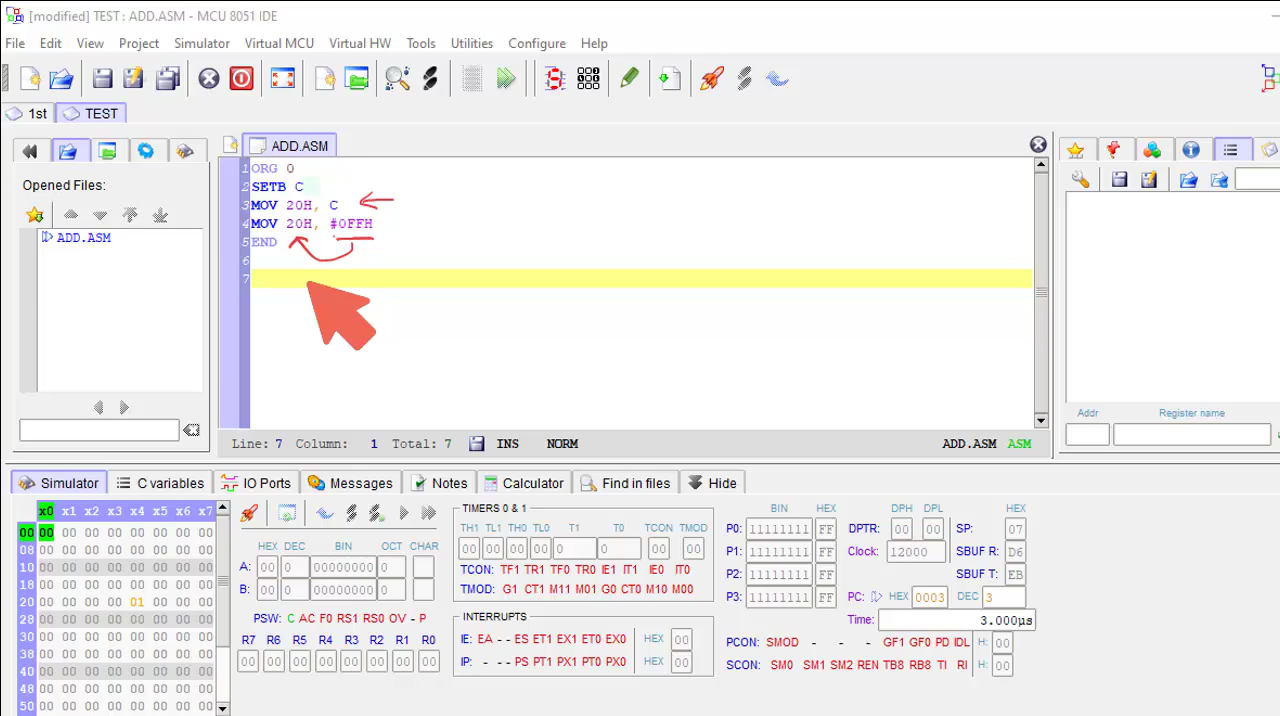 [modified] TEST : ADD.ASM - MCU 8051 IDE
File Edit View Project Simulator Virtual MCU Virtual HW Tools Utilities Configure Help
1st TEST
ADD.ASM
Opened Files:
ADD.ASM
1 ORG 0
2 SETB C
3 MOV 20H, C
4 MOV 20H, #0FFH
5 END
6
7
Line: 7 Column: 1 Total: 7 INS NORM ADD.ASM ASM
Addr Register name
Simulator C variables IO Ports Messages Notes Calculator Find in files Hide
x0 x1 x2 x3 x4 x5 x6 x7
00 00 00 00 00 00 00 00 00
08 00 00 00 00 00 00 00 00
10 00 00 00 00 00 00 00 00
18 00 00 00 00 00 00 00 00
20 00 00 00 00 01 00 00 00
28 00 00 00 00 00 00 00 00
30 00 00 00 00 00 00 00 00
38 00 00 00 00 00 00 00 00
40 00 00 00 00 00 00 00 00
48 00 00 00 00 00 00 00 00
50 00 00 00 00 00 00 00 00
HEX DEC BIN OCT CHAR
A: 00 0 00000000 0
B: 00 0 00000000 0
PSW: C AC F0 RS1 RS0 OV - P
R7 R6 R5 R4 R3 R2 R1 R0
00 00 00 00 00 00 00 00
TIMERS 0 & 1
TH1 TL1 TH0 TL0 T1 T0 TCON TMOD
00 00 00 00 0 0 00 00
TCON: TF1 TR1 TF0 TR0 IE1 IT1 IE0 IT0
TMOD: G1 CT1 M11 M01 G0 CT0 M10 M00
INTERRUPTS
IE: EA - - ES ET1 EX1 ET0 EX0 HEX 00
IP: - - - PS PT1 PX1 PT0 PX0 HEX 00
BIN HEX
P0: 11111111 FF
P1: 11111111 FF
P2: 11111111 FF
P3: 11111111 FF
DPH DPL HEX
DPTR: 00 00 SP: 07
Clock: 12000 SBUF R: D6
SBUF T: EB
PC: HEX 0003 DEC 3
Time: 3.000µs
PCON: SMOD - - - GF1 GF0 PD IDL H: 00
SCON: SM0 SM1 SM2 REN TB8 RB8 TI RI H: 00